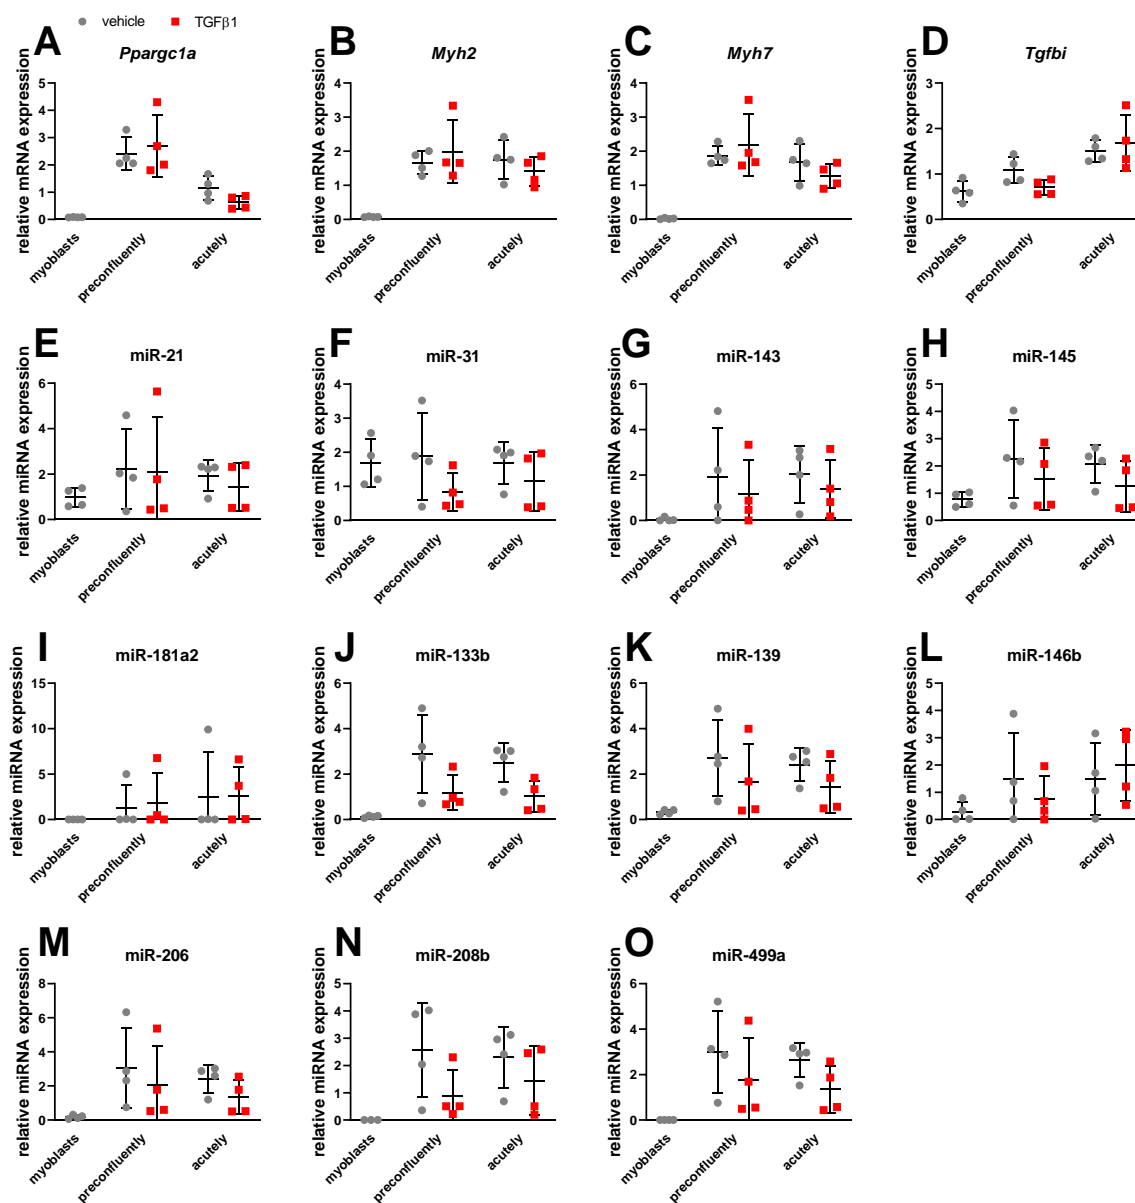 vehicle TGFβ1
A B C D
Ppargc1a Myh2 Myh7 Tgfbi
relative mRNA expression relative mRNA expression relative mRNA expression relative mRNA expression
5 4 4 3
4 3 3
3 2 2 2
2 1
1 1 1
0 0 0 0
myoblasts preconfluently acutely myoblasts preconfluently acutely myoblasts preconfluently acutely myoblasts preconfluently acutely
E F G H
miR-21 miR-31 miR-143 miR-145
relative miRNA expression relative miRNA expression relative miRNA expression relative miRNA expression
6 4 6 5
4 3 4 4
2 2 2 3
1 2
1
0 0 0 0
myoblasts preconfluently acutely myoblasts preconfluently acutely myoblasts preconfluently acutely myoblasts preconfluently acutely
I J K L
miR-181a2 miR-133b miR-139 miR-146b
relative miRNA expression relative miRNA expression relative miRNA expression relative miRNA expression
15 6 6 5
10 4 4 4
5 2 2 3
2
1
0 0 0 0
myoblasts preconfluently acutely myoblasts preconfluently acutely myoblasts preconfluently acutely myoblasts preconfluently acutely
M N O
miR-206 miR-208b miR-499a
relative miRNA expression relative miRNA expression relative miRNA expression
8 5 6
6 4 4
4 3 2
2 2
1
0 0 0
myoblasts preconfluently acutely myoblasts preconfluently acutely myoblasts preconfluently acutely